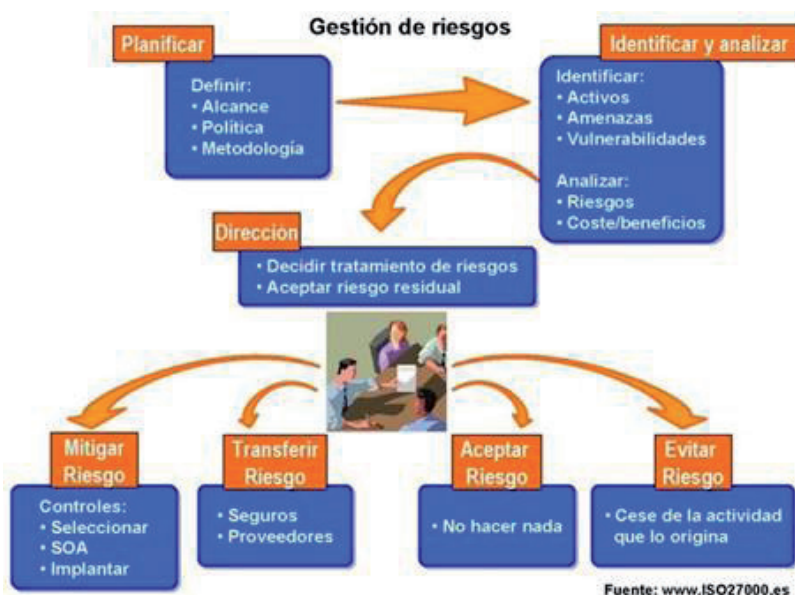 Gestión de riesgos
Planificar
Definir:
• Alcance
• Política
• Metodología
Identificar y analizar
Identificar:
• Activos
• Amenazas
• Vulnerabilidades
Analizar:
• Riesgos
• Coste/beneficios
Dirección
• Decidir tratamiento de riesgos
• Aceptar riesgo residual
Mitigar
Riesgo
Controles:
• Seleccionar
• SOA
• Implantar
Transferir
Riesgo
• Seguros
• Proveedores
Aceptar
Riesgo
• No hacer nada
Evitar
Riesgo
• Cese de la actividad
que lo origina
Fuente: www.ISO27000.es